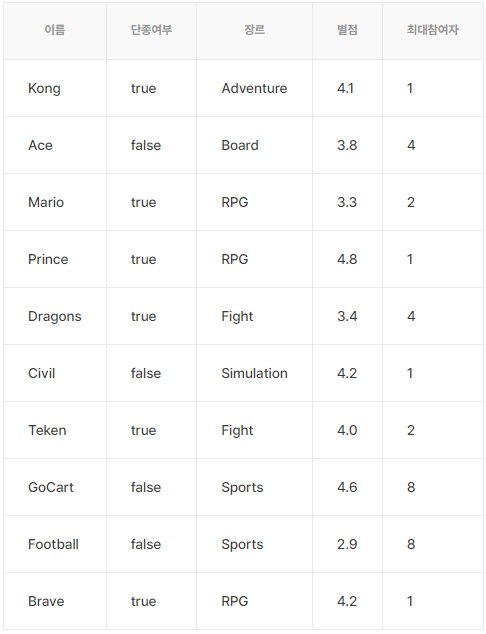 이름 단종여부 장르 별점 최대참여자
Kong true Adventure 4.1 1
Ace false Board 3.8 4
Mario true RPG 3.3 2
Prince true RPG 4.8 1
Dragons true Fight 3.4 4
Civil false Simulation 4.2 1
Teken true Fight 4.0 2
GoCart false Sports 4.6 8
Football false Sports 2.9 8
Brave true RPG 4.2 1